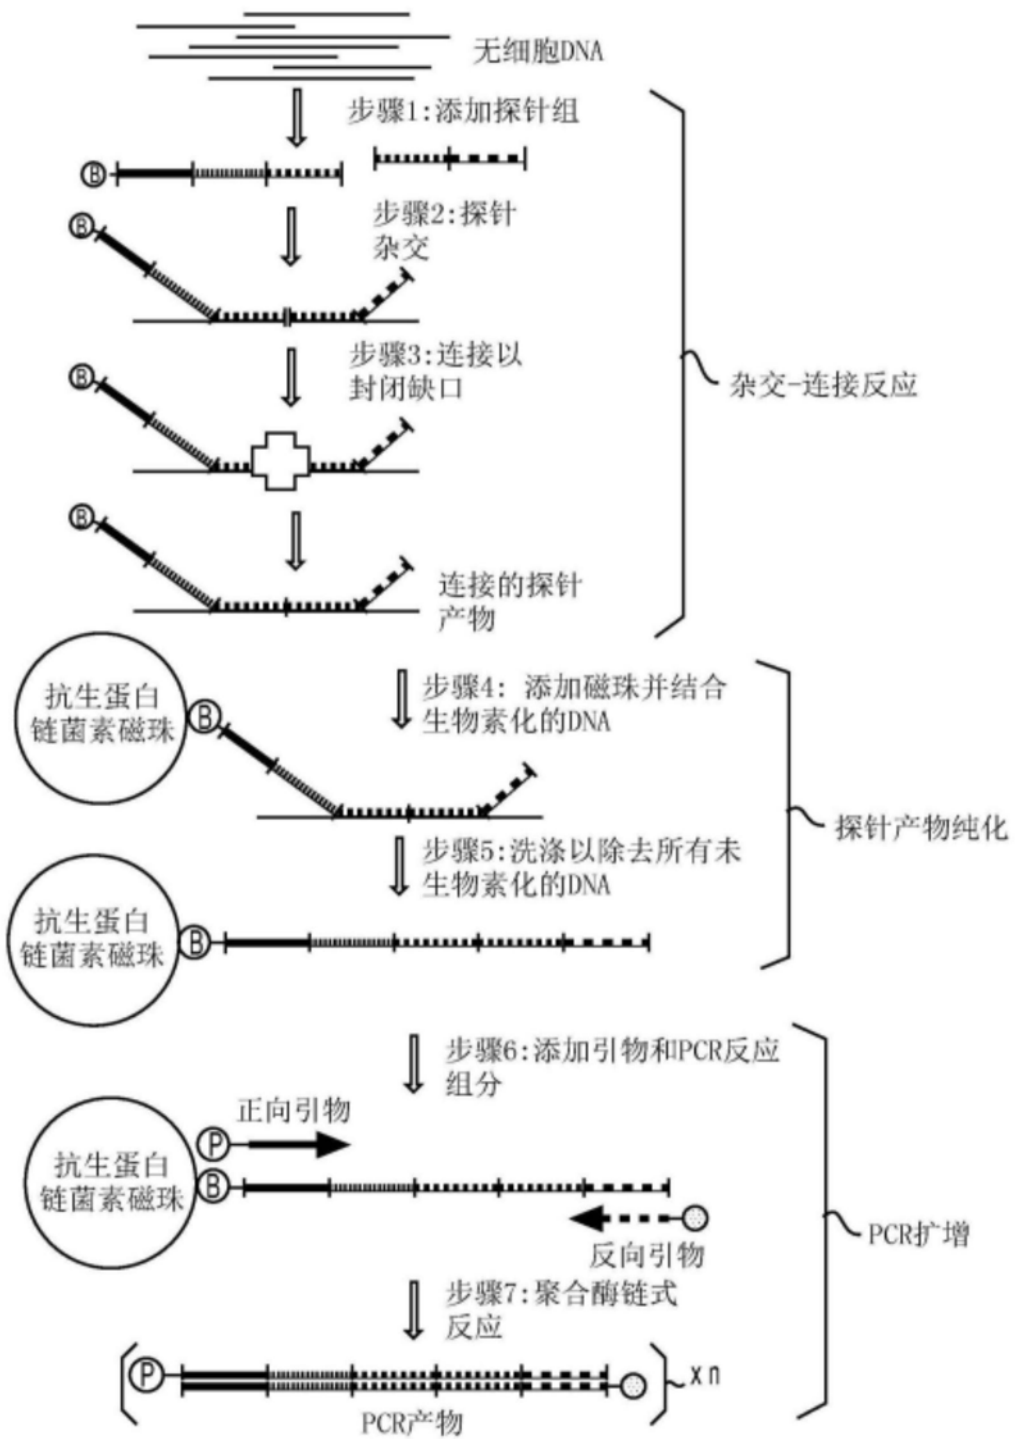 无细胞DNA
步骤1:添加探针组
B
步骤2:探针
杂交
B
步骤3:连接以
封闭缺口
B
杂交-连接反应
B
连接的探针
产物
抗生蛋白
链菌素磁珠
B
步骤4: 添加磁珠并结合
生物素化的DNA
探针产物纯化
步骤5:洗涤以除去所有未
生物素化的DNA
抗生蛋白
链菌素磁珠
B
步骤6:添加引物和PCR反应
组分
正向引物
P
抗生蛋白
链菌素磁珠
B
反向引物
PCR扩增
步骤7:聚合酶链式
反应
P
xn
PCR产物